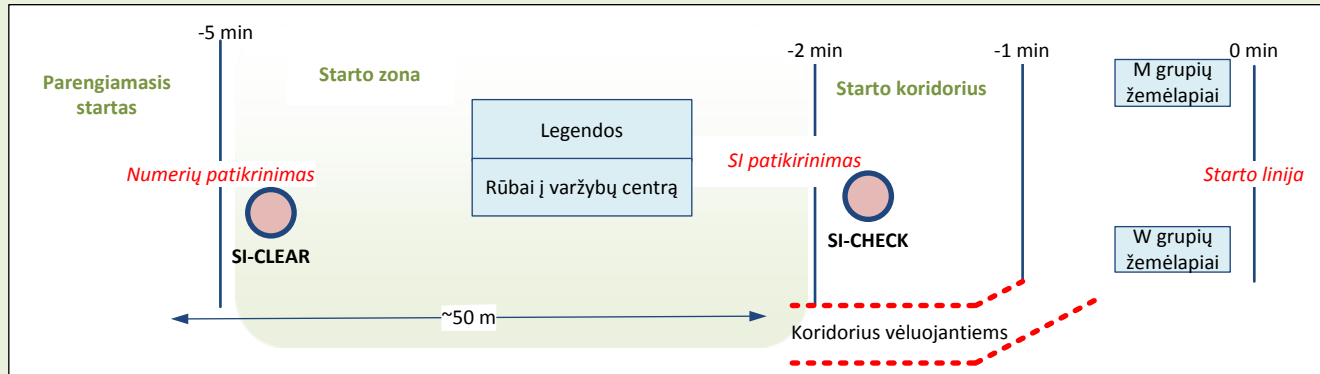 -5 min
-2 min
-1 min
0 min
Parengiamasis
startas
Starto zona
Starto koridorius
M grupių
žemėlapiai
Legendos
Numerių patikrinimas
Rūbai į varžybų centrą
SI patikirinimas
Starto linija
SI-CLEAR
SI-CHECK
W grupių
žemėlapiai
~50 m
Koridorius vėluojantiems